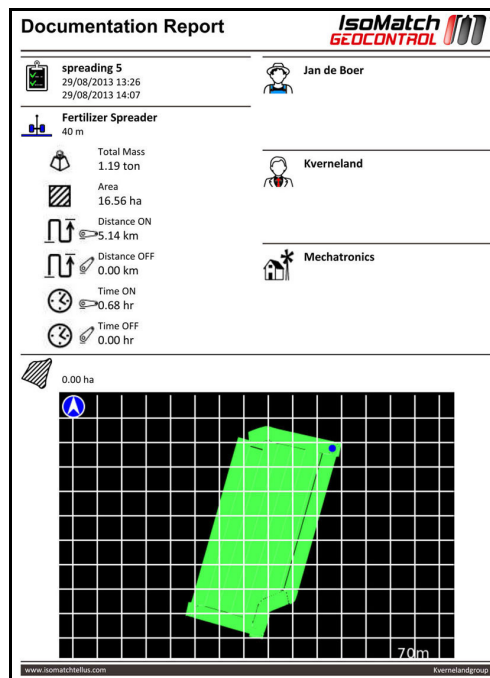 Documentation Report
IsoMatch
GEOCONTROL
spreading 5
29/08/2013 13:26
29/08/2013 14:07
Jan de Boer
Fertilizer Spreader
40 m
Total Mass
1.19 ton
Kverneland
Area
16.56 ha
Distance ON
5.14 km
Distance OFF
0.00 km
Mechatronics
Time ON
0.68 hr
Time OFF
0.00 hr
0.00 ha
70m
www.isomatchtellus.com
Kvernelandgroup